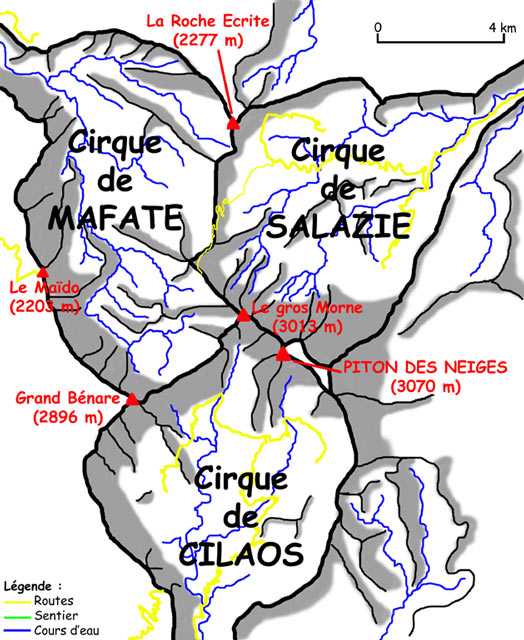 La Roche Ecrite
(2277 m)
0
4 km
Cirque
de
MAFATE
Cirque
de
SALAZIE
Le Maïdo
(2203 m)
Le gros Morne
(3013 m)
PITON DES NEIGES
(3070 m)
Grand Bénare
(2896 m)
Cirque
de
CILAOS
Légende :
Routes
Sentier
Cours d'eau